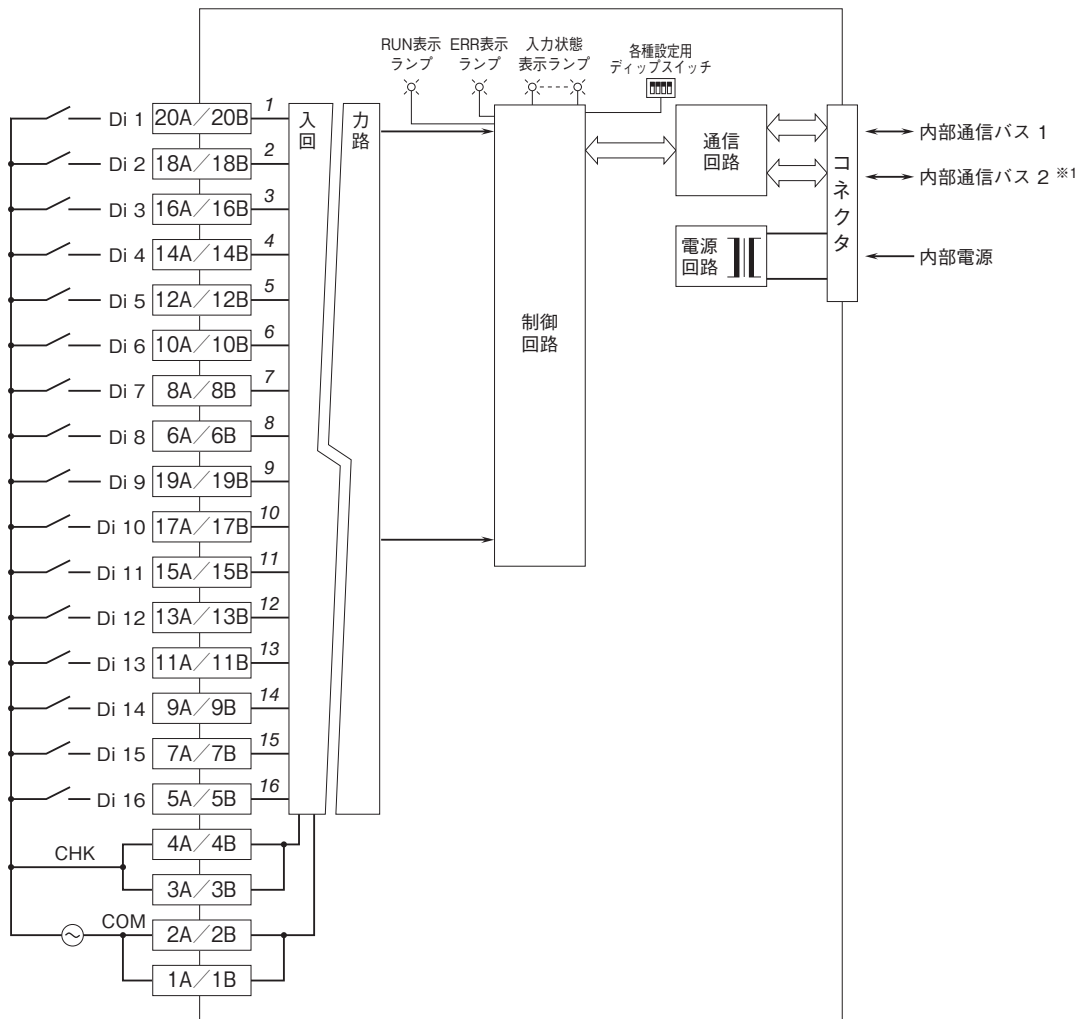 RUN表示
ランプ
ERR表示
ランプ
入力状態
表示ランプ
各種設定用
ディップスイッチ
Di 1 20A／20B 1
Di 2 18A／18B 2
Di 3 16A／16B 3
Di 4 14A／14B 4
Di 5 12A／12B 5
Di 6 10A／10B 6
Di 7 8A／8B 7
Di 8 6A／6B 8
Di 9 19A／19B 9
Di 10 17A／17B 10
Di 11 15A／15B 11
Di 12 13A／13B 12
Di 13 11A／11B 13
Di 14 9A／9B 14
Di 15 7A／7B 15
Di 16 5A／5B 16
CHK
4A／4B
3A／3B
COM
2A／2B
1A／1B
入 力
回 路
制御
回路
通信
回路
電源
回路
コネクタ
内部通信バス 1
内部通信バス 2 ※1
内部電源